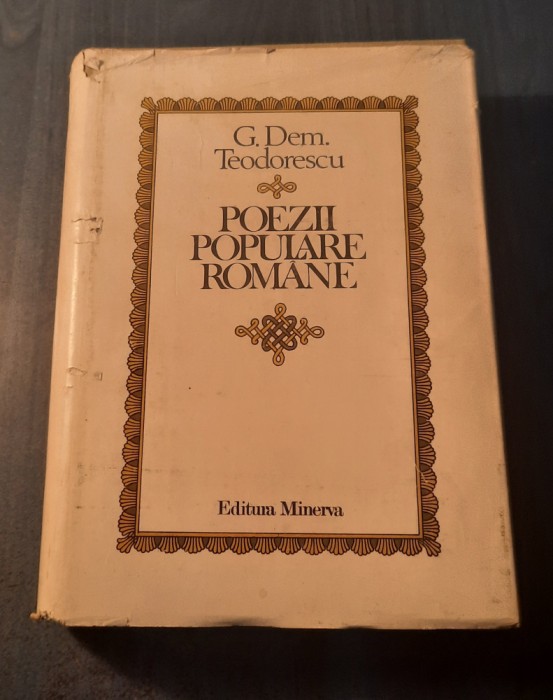 G. Dem.
Teodorescu
POEZII
POPULARE
ROMÂNE
Editura Minerva